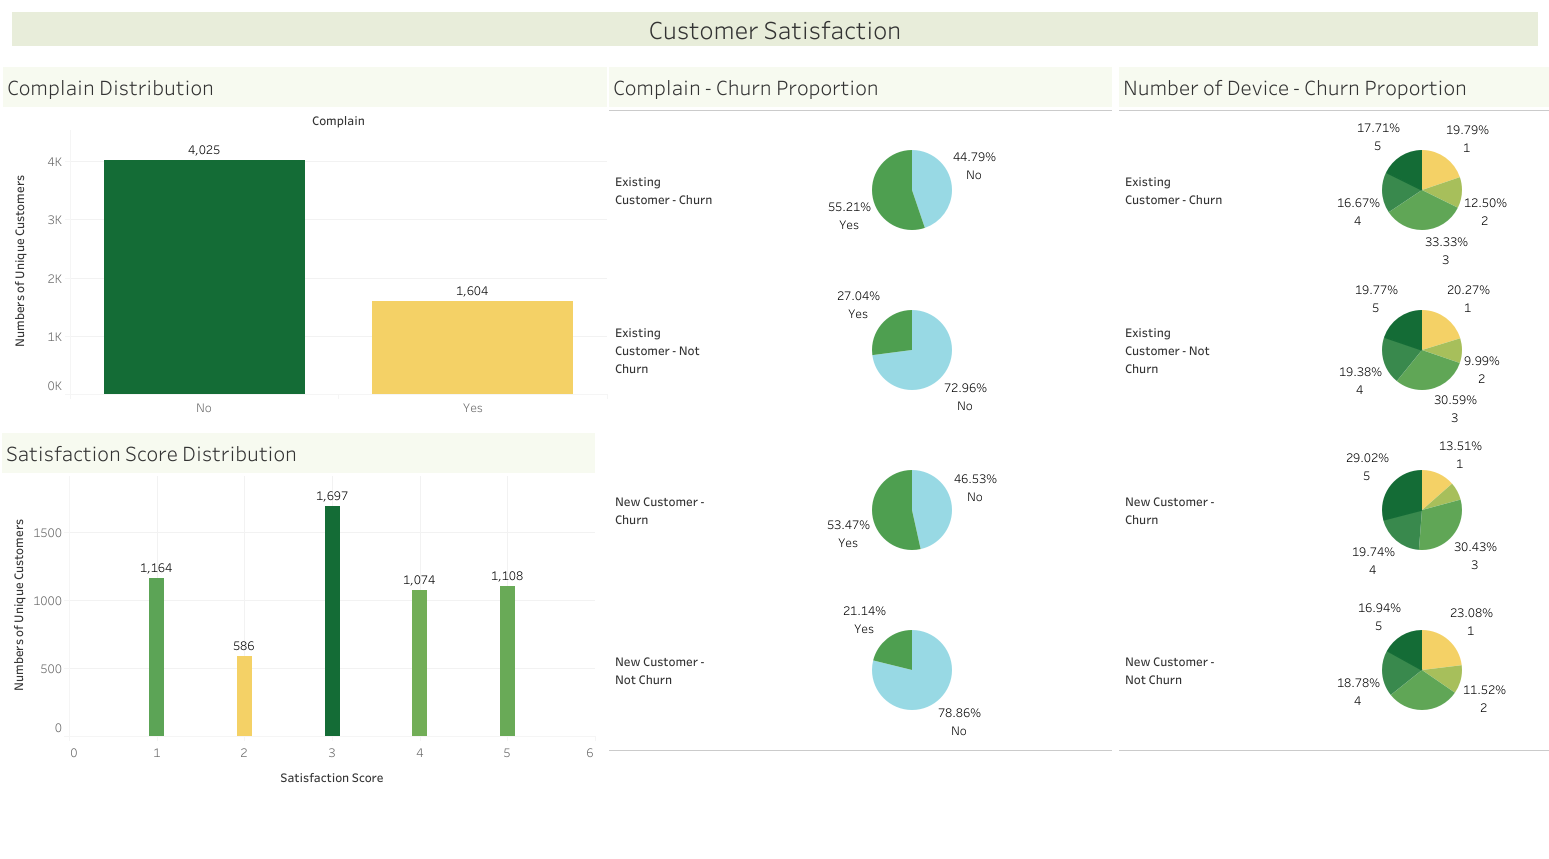 Customer Satisfaction
Complain Distribution
Complain
Numbers of Unique Customers
4K
3K
2K
1K
0K
4,025
1,604
No
Yes
Satisfaction Score Distribution
Numbers of Unique Customers
1500
1000
500
0
1,164
586
1,697
1,074
1,108
0
1
2
3
4
5
6
Satisfaction Score
Complain - Churn Proportion
Existing
Customer - Churn
44.79%
No
55.21%
Yes
Existing
Customer - Not
Churn
27.04%
Yes
72.96%
No
New Customer -
Churn
46.53%
No
53.47%
Yes
New Customer -
Not Churn
21.14%
Yes
78.86%
No
Number of Device - Churn Proportion
Existing
Customer - Churn
17.71%
5
19.79%
1
16.67%
4
12.50%
2
33.33%
3
Existing
Customer - Not
Churn
19.77%
5
20.27%
1
19.38%
4
9.99%
2
30.59%
3
New Customer -
Churn
29.02%
5
13.51%
1
19.74%
4
30.43%
3
New Customer -
Not Churn
16.94%
5
23.08%
1
18.78%
4
11.52%
2